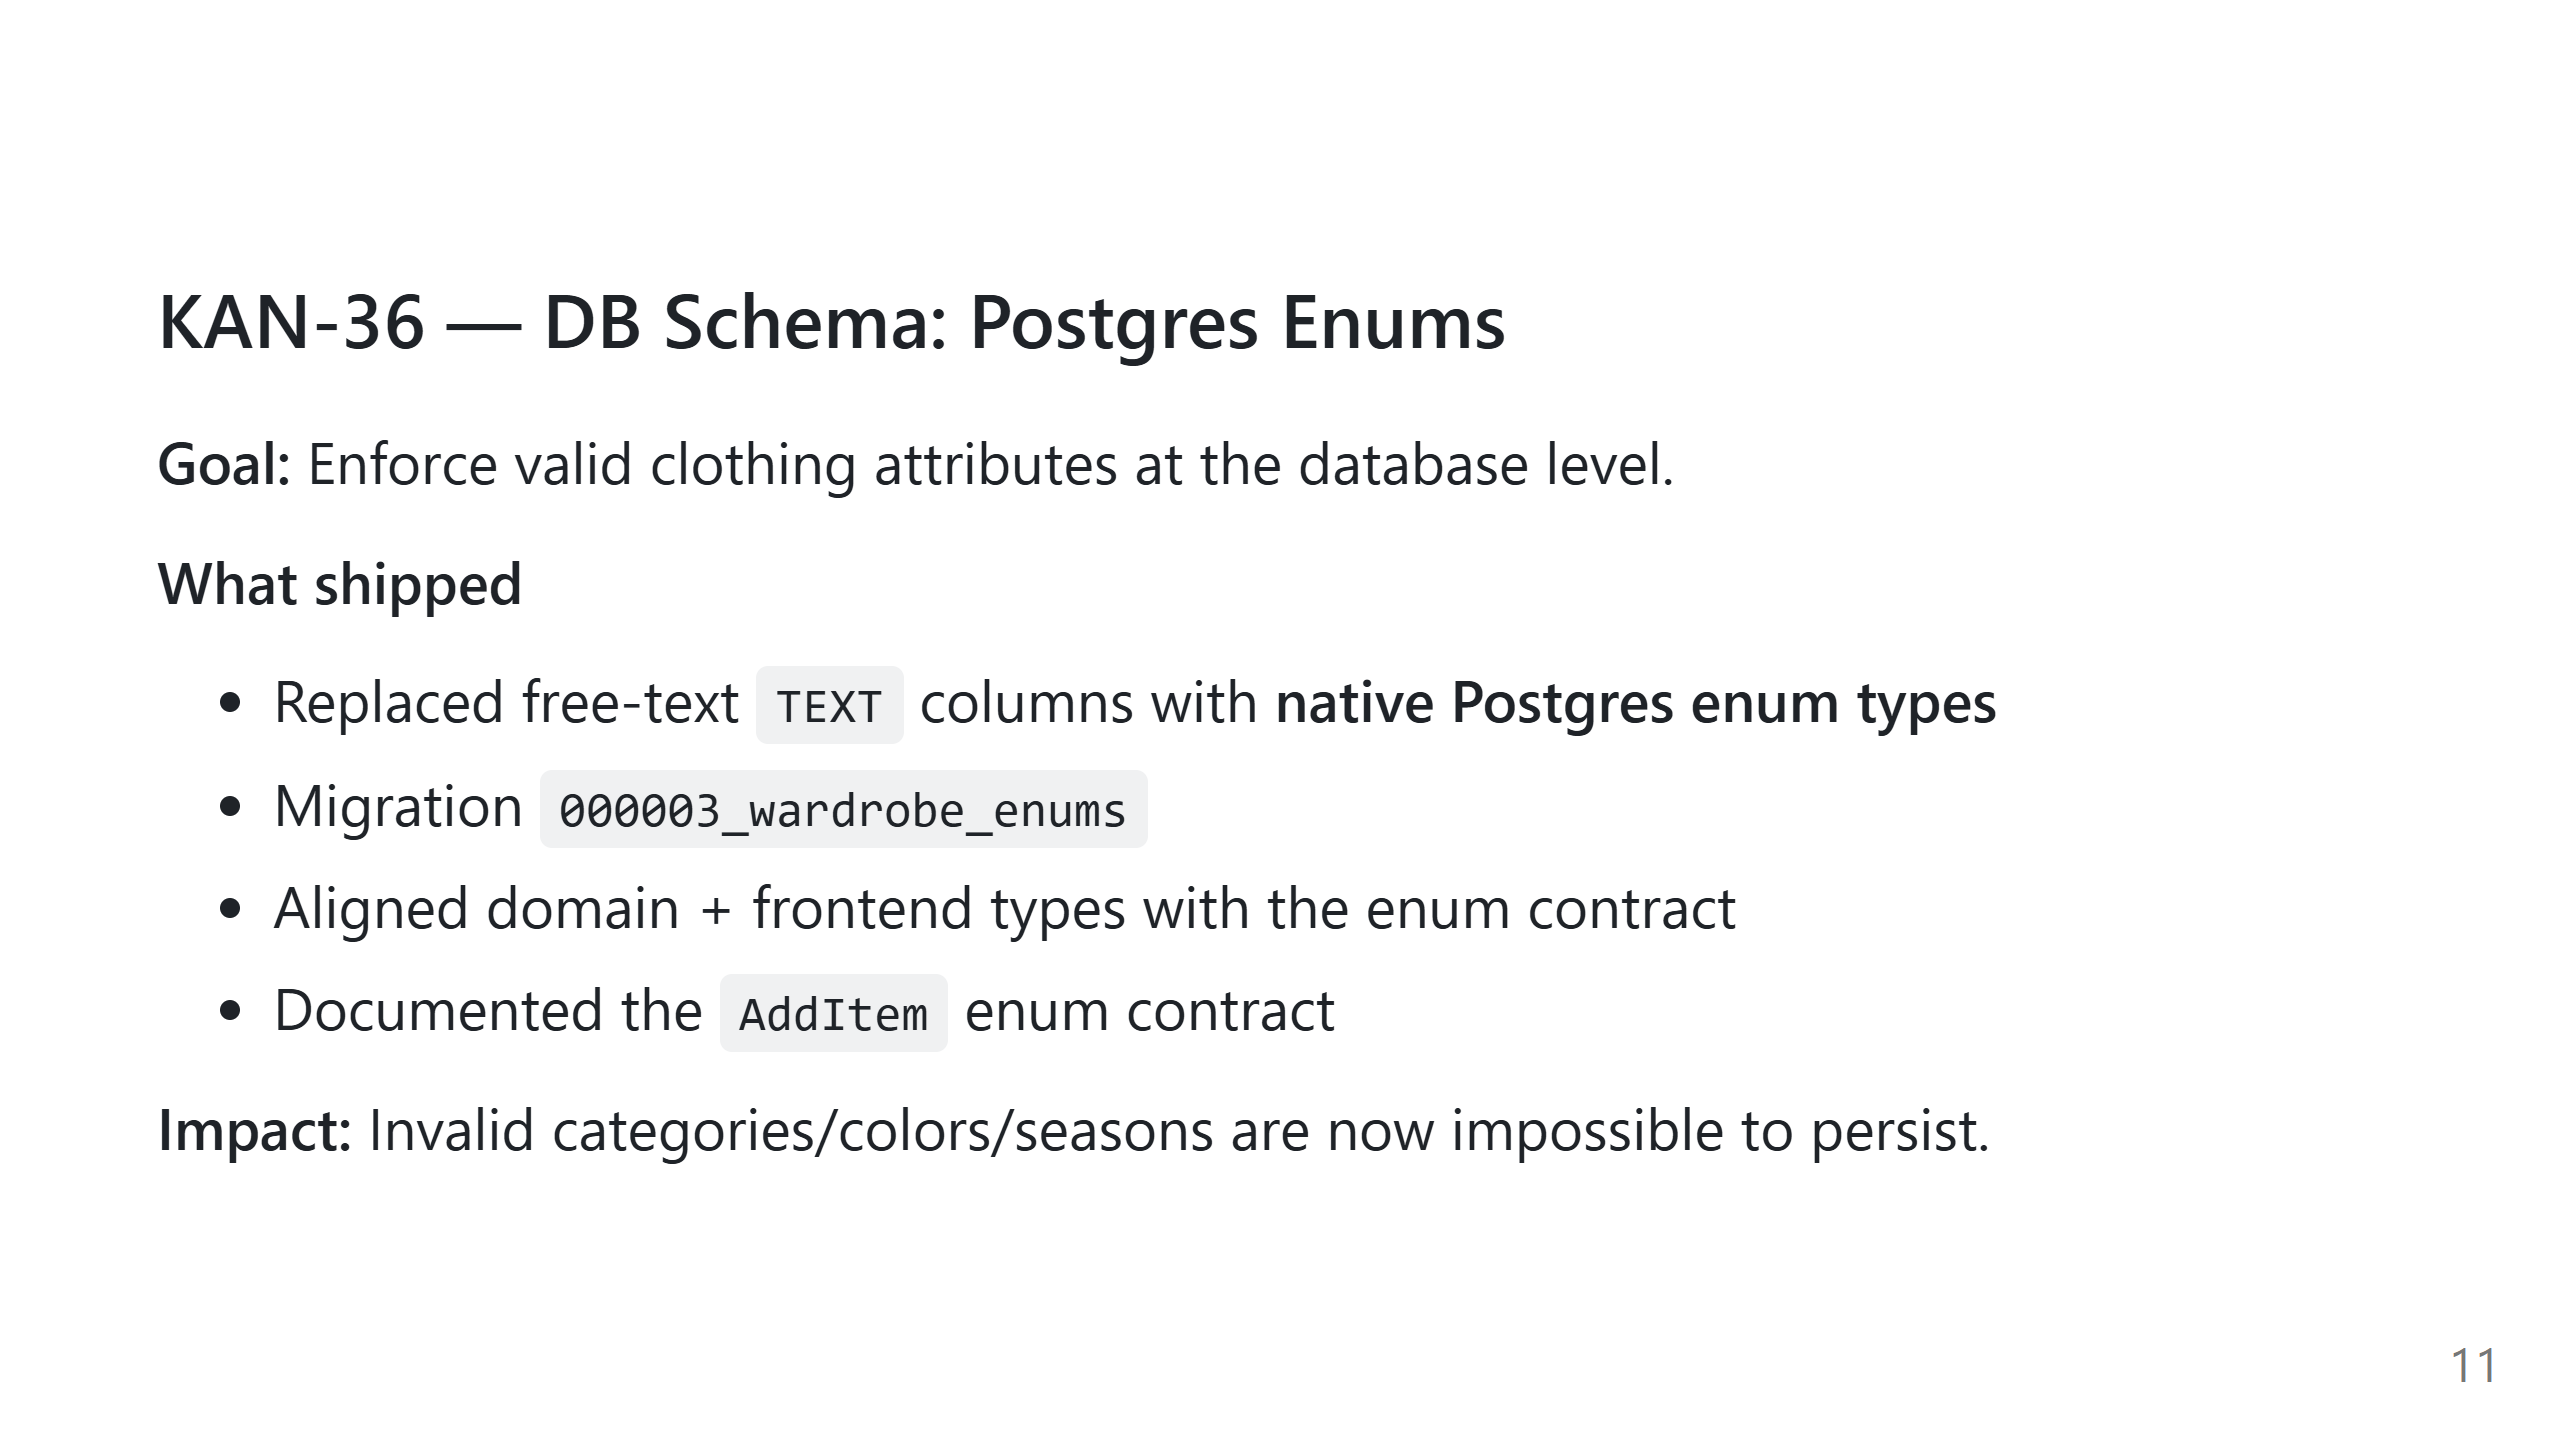 KAN-36 — DB Schema: Postgres Enums
Goal: Enforce valid clothing attributes at the database level.
What shipped
• Replaced free-text TEXT columns with native Postgres enum types
• Migration 000003_wardrobe_enums
• Aligned domain + frontend types with the enum contract
• Documented the AddItem enum contract
Impact: Invalid categories/colors/seasons are now impossible to persist.
11